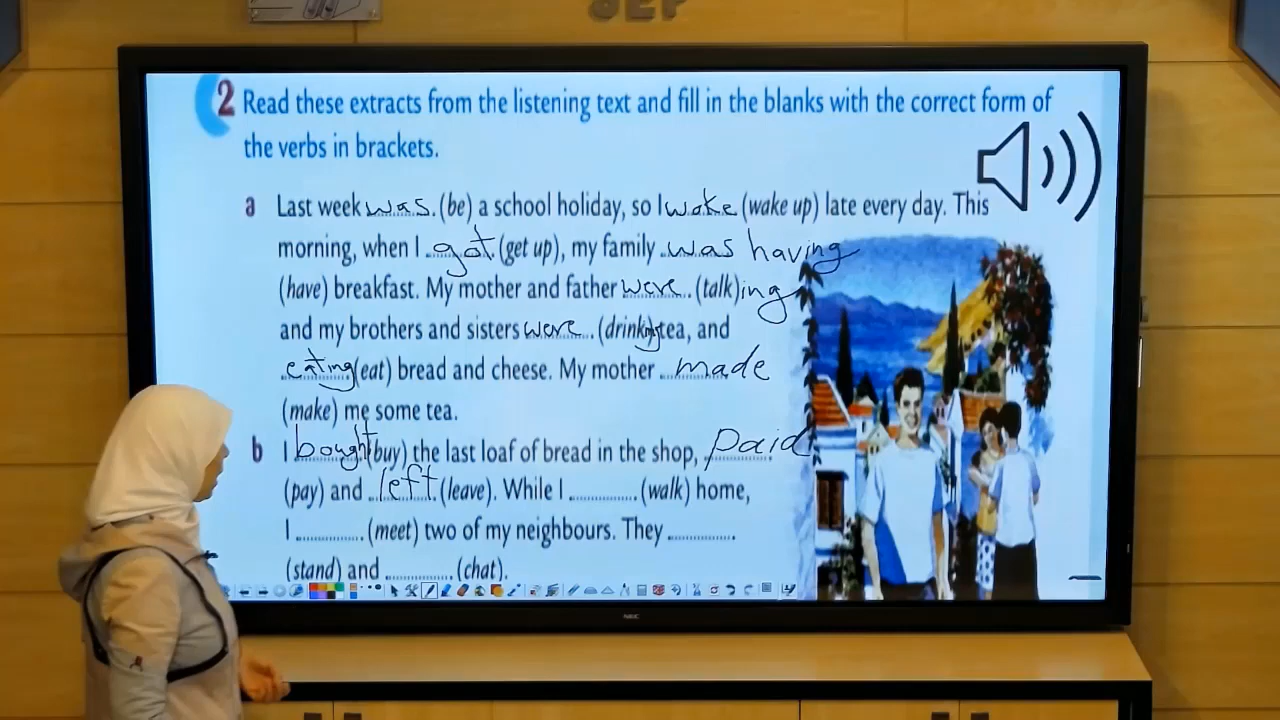 SEF
2 Read these extracts from the listening text and fill in the blanks with the correct form of
the verbs in brackets.
a Last week was (be) a school holiday, so I wake (wake up) late every day. This
morning, when I got (get up), my family was having
(have) breakfast. My mother and father were (talk)ing
and my brothers and sisters were (drink)ing tea, and
eating (eat) bread and cheese. My mother made
(make) me some tea.
b I bought (buy) the last loaf of bread in the shop, paid
(pay) and left (leave). While I ............. (walk) home,
I ............. (meet) two of my neighbours. They .............
(stand) and ............. (chat).
NEC